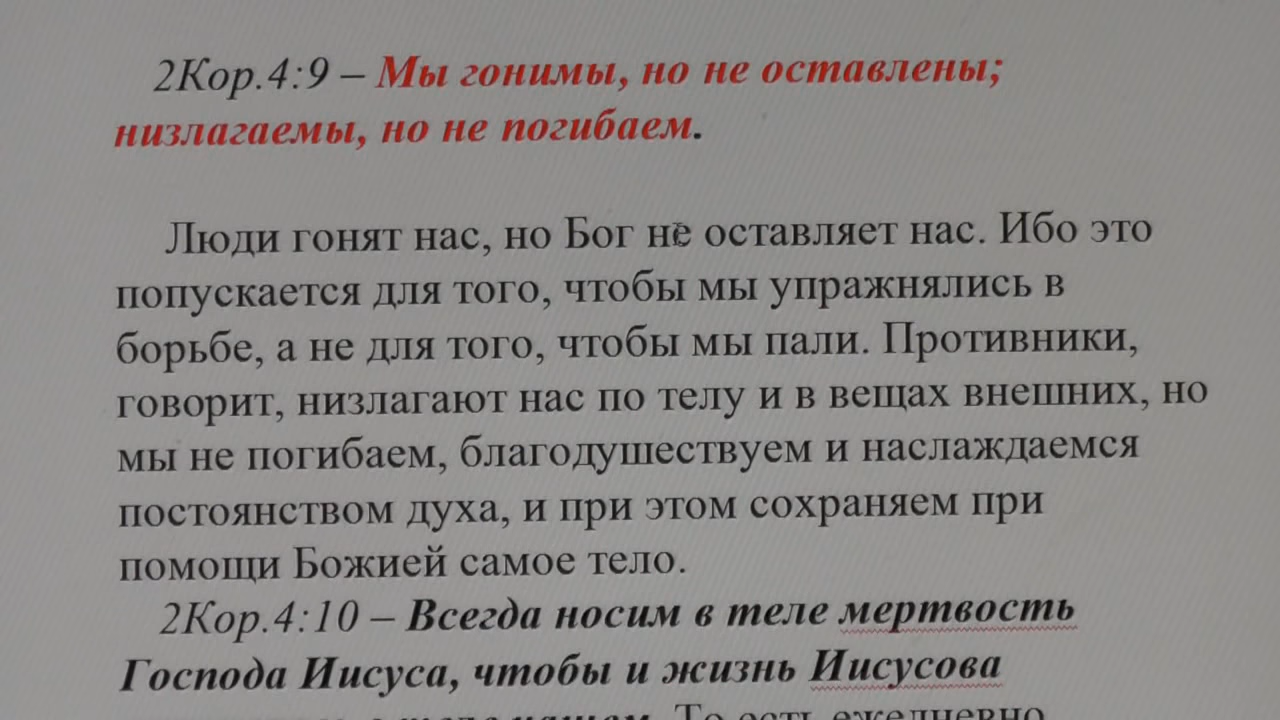 2Кор.4:9 – Мы гонимы, но не оставлены;
низлагаемы, но не погибаем.
Люди гонят нас, но Бог не оставляет нас. Ибо это
попускается для того, чтобы мы упражнялись в
борьбе, а не для того, чтобы мы пали. Противники,
говорит, низлагают нас по телу и в вещах внешних, но
мы не погибаем, благодушествуем и наслаждаемся
постоянством духа, и при этом сохраняем при
помощи Божией самое тело.
2Кор.4:10 – Всегда носим в теле мертвость
Господа Иисуса, чтобы и жизнь Иисусова
То есть ежедневно